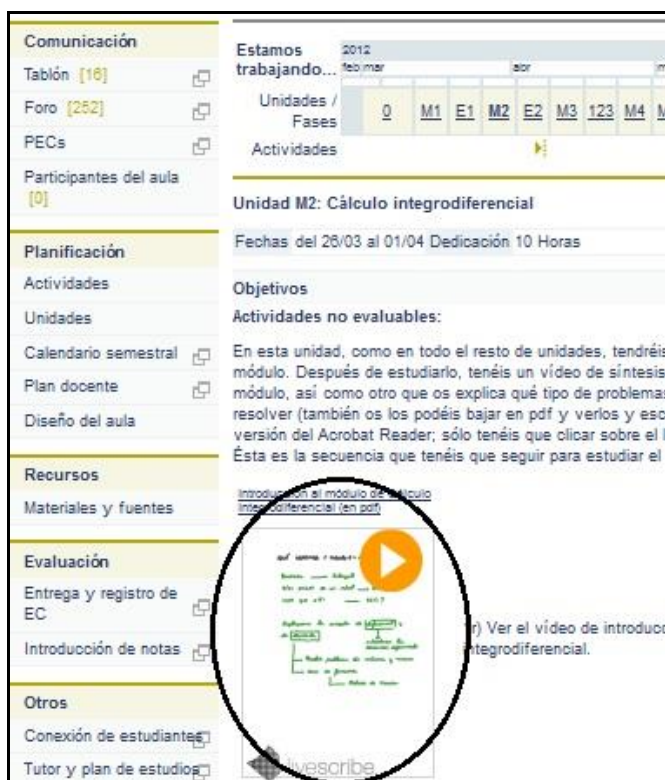 Comunicación
Tablón [16]
Foro [252]
PECs
Participantes del aula
[0]
Planificación
Actividades
Unidades
Calendario semestral
Plan docente
Diseño del aula
Recursos
Materiales y fuentes
Evaluación
Entrega y registro de
EC
Introducción de notas
Otros
Conexión de estudiantes
Tutor y plan de estudios
Estamos
trabajando...
2012
feb mar abr m
Unidades /
Fases
0 M1 E1 M2 E2 M3 123 M4 M
Actividades
Unidad M2: Cálculo integrodiferencial
Fechas del 26/03 al 01/04 Dedicación 10 Horas
Objetivos
Actividades no evaluables:
En esta unidad, como en todo el resto de unidades, tendréis
módulo. Después de estudiarlo, tenéis un vídeo de síntesis
módulo, así como otro que os explica qué tipo de problemas
resolver (también os los podéis bajar en pdf y verlos y esc
versión del Acrobat Reader; sólo tenéis que clicar sobre el l
Ésta es la secuencia que tenéis que seguir para estudiar el
Introducción al módulo de Cálculo
Integrodiferencial (en pdf)
r) Ver el vídeo de introducc
ntegrodiferencial.
livescribe